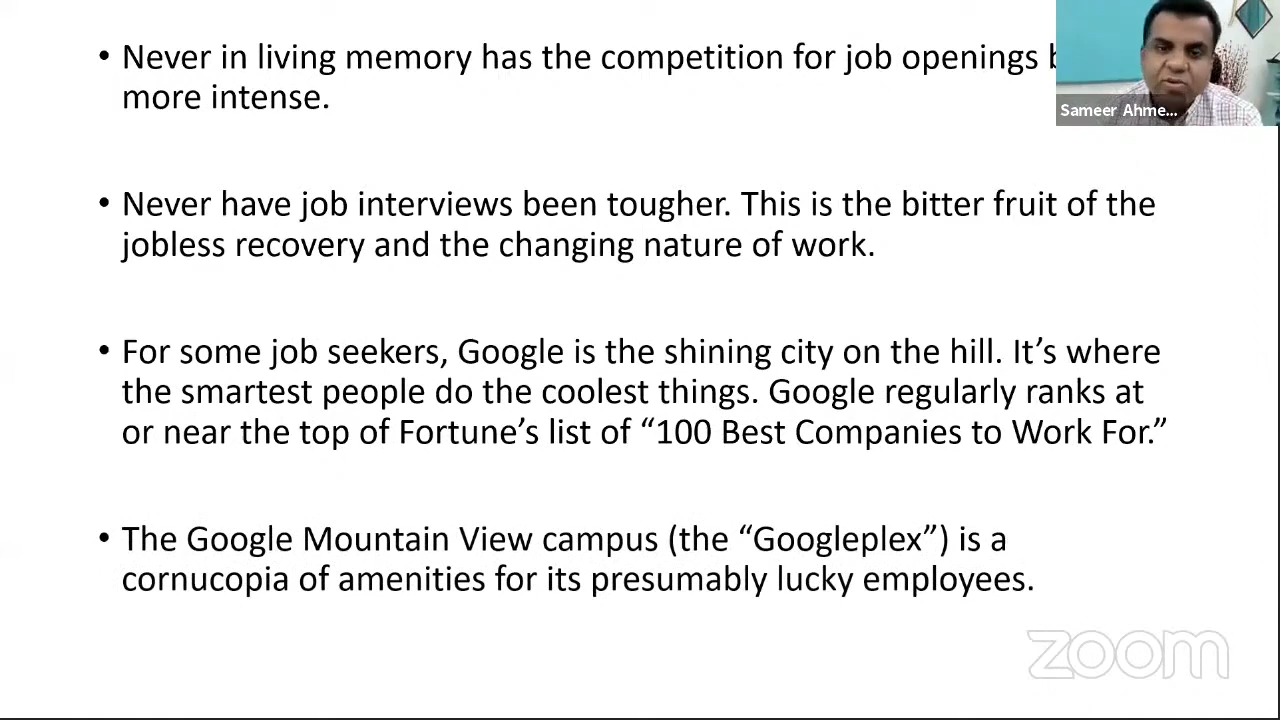 • Never in living memory has the competition for job openings
more intense.
Sameer Ahme...
• Never have job interviews been tougher. This is the bitter fruit of the
jobless recovery and the changing nature of work.
• For some job seekers, Google is the shining city on the hill. It’s where
the smartest people do the coolest things. Google regularly ranks at
or near the top of Fortune’s list of “100 Best Companies to Work For.”
• The Google Mountain View campus (the “Googleplex”) is a
cornucopia of amenities for its presumably lucky employees.
zoom